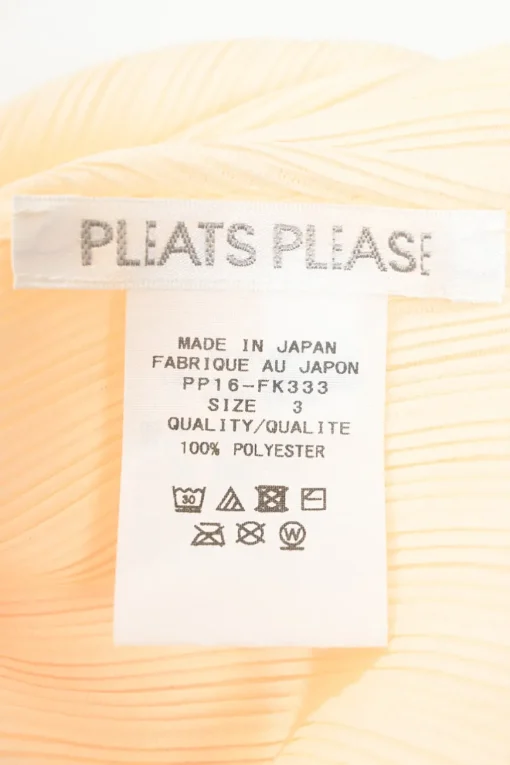 PLEATS PLEASE
MADE IN JAPAN
FABRIQUE AU JAPON
PP16-FK333
SIZE 3
QUALITY/QUALITE
100% POLYESTER
30
W